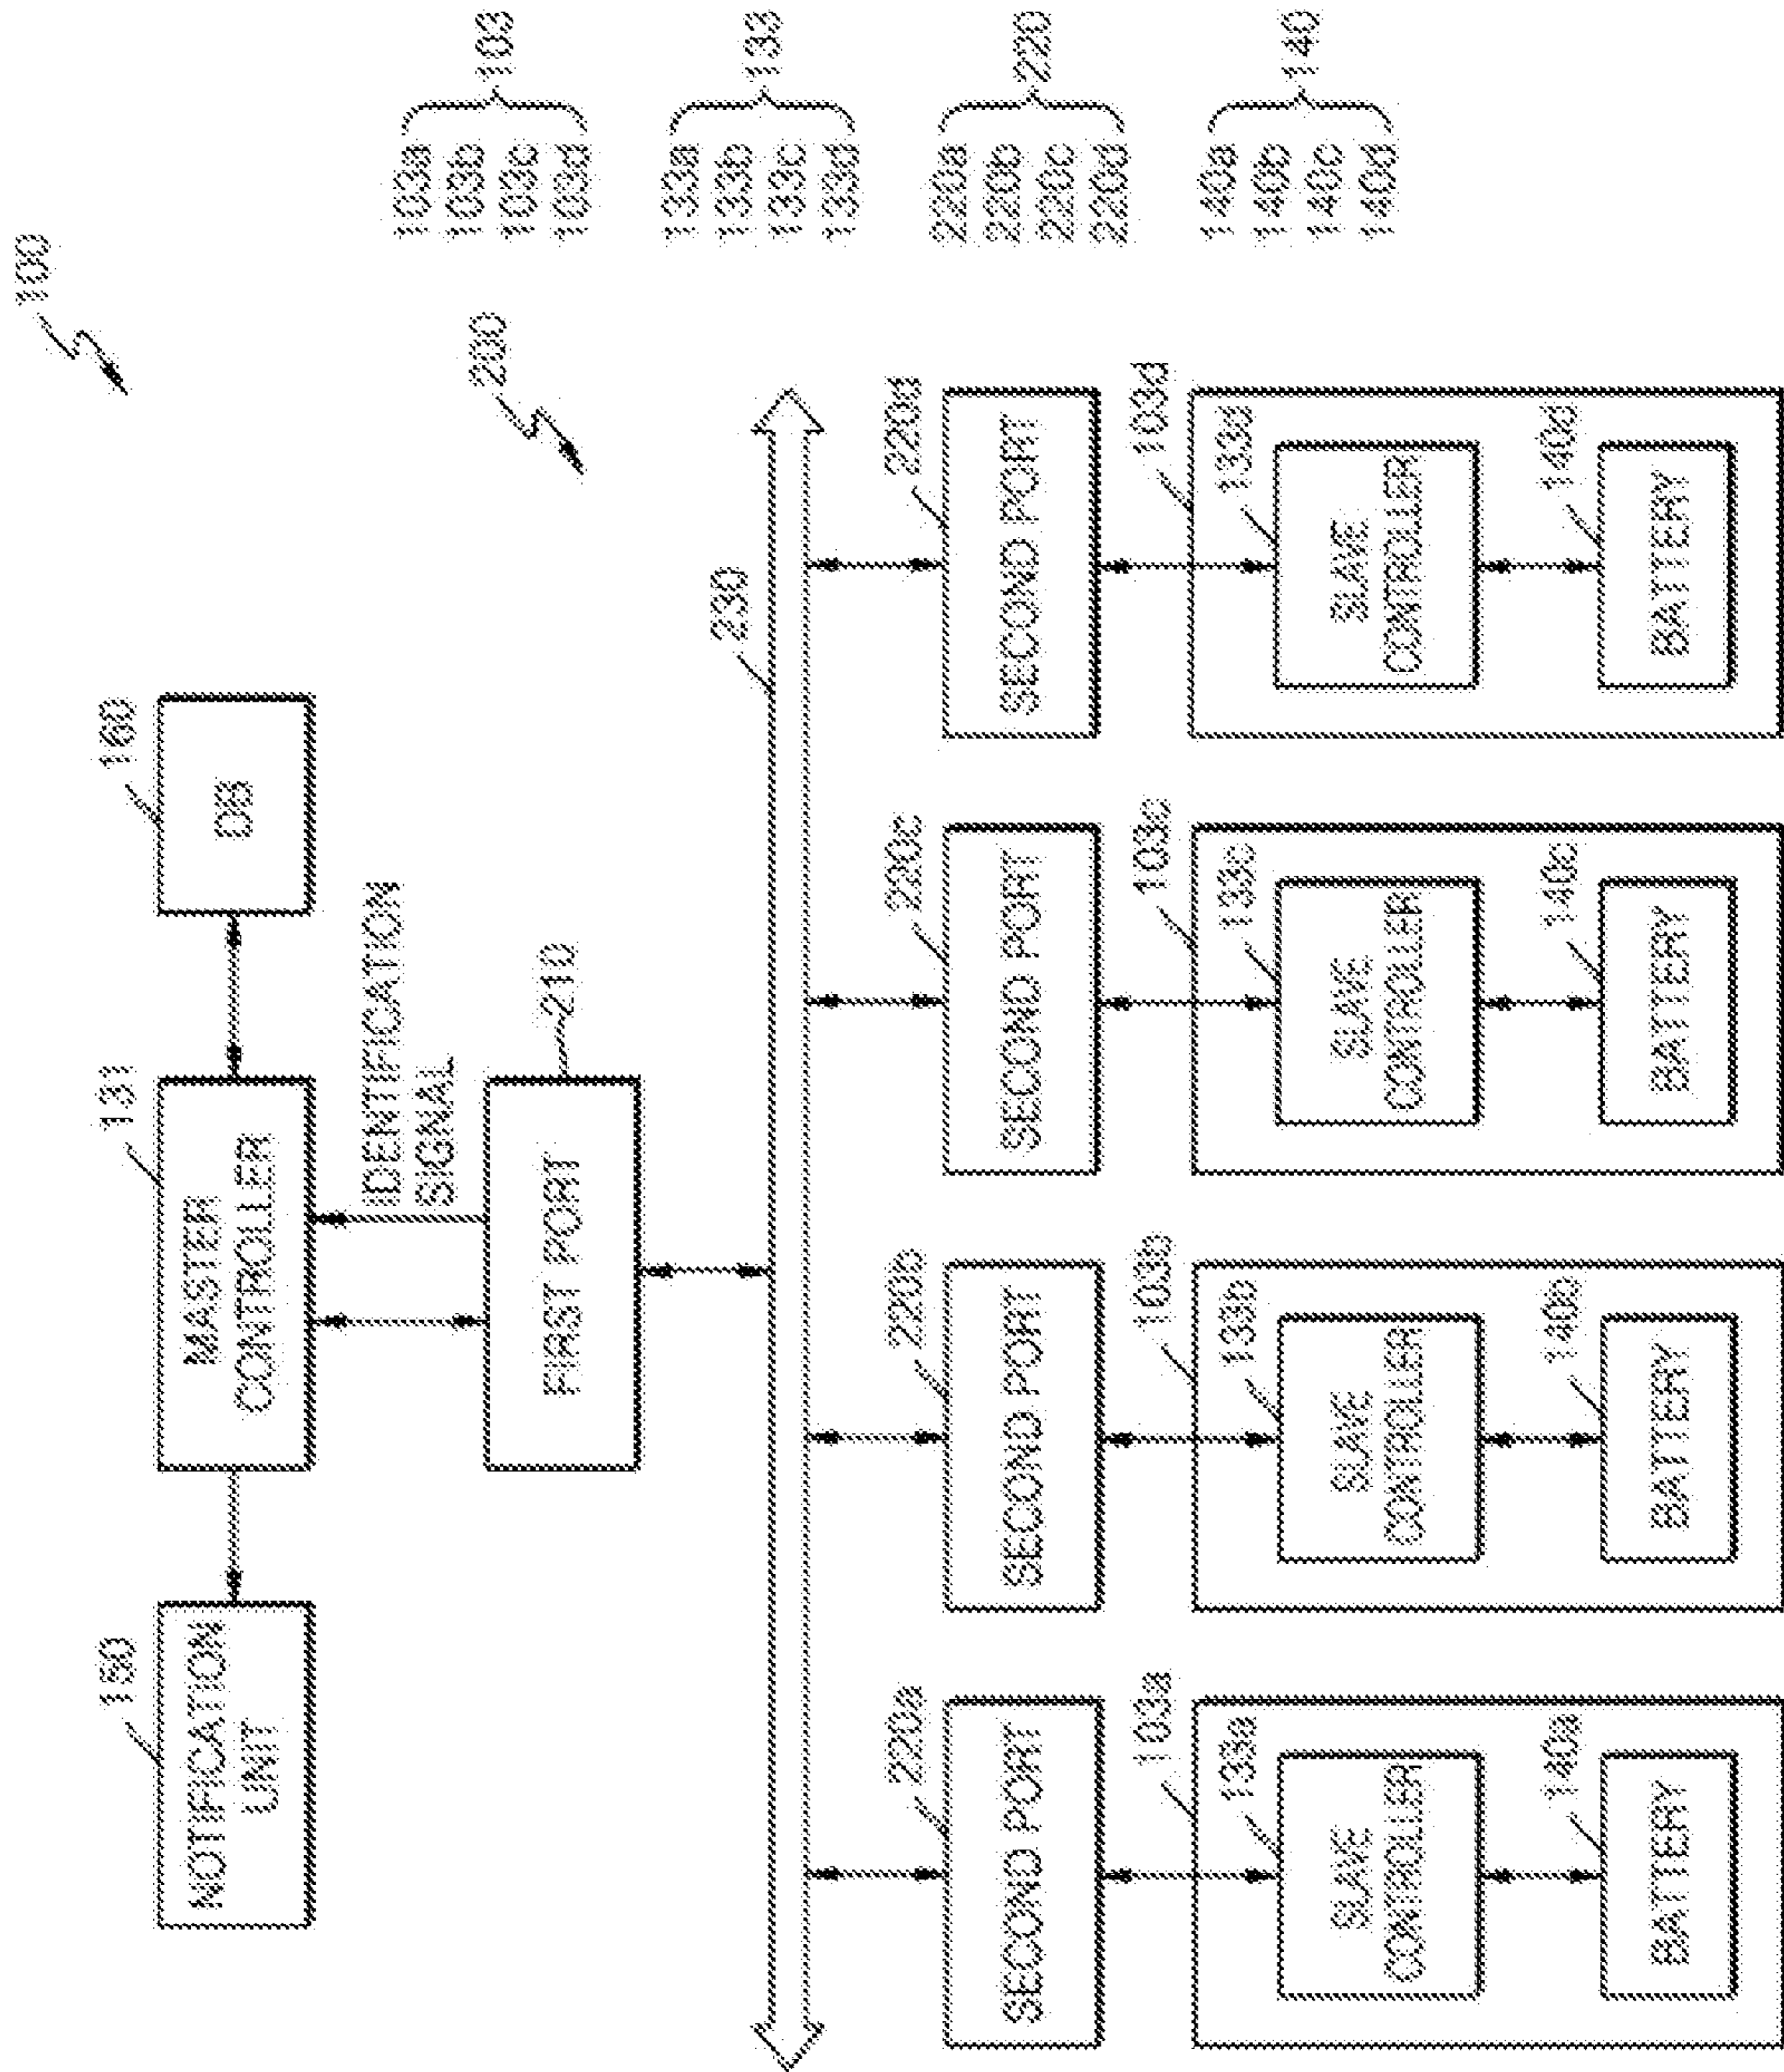 100
150
NOTIFICATION
UNIT
131
MASTER
CONTROLLER
160
DB
IDENTIFICATION
SIGNAL
FIRST PORT
210
200
230
220a
SECOND PORT
220b
SECOND PORT
220c
SECOND PORT
220d
SECOND PORT
103a
133a
SLAVE
CONTROLLER
140a
BATTERY
103b
133b
SLAVE
CONTROLLER
140b
BATTERY
103c
133c
SLAVE
CONTROLLER
140c
BATTERY
103d
133d
SLAVE
CONTROLLER
140d
BATTERY
103a
103b
103c
103d
103
133a
133b
133c
133d
133
220a
220b
220c
220d
220
140a
140b
140c
140d
140